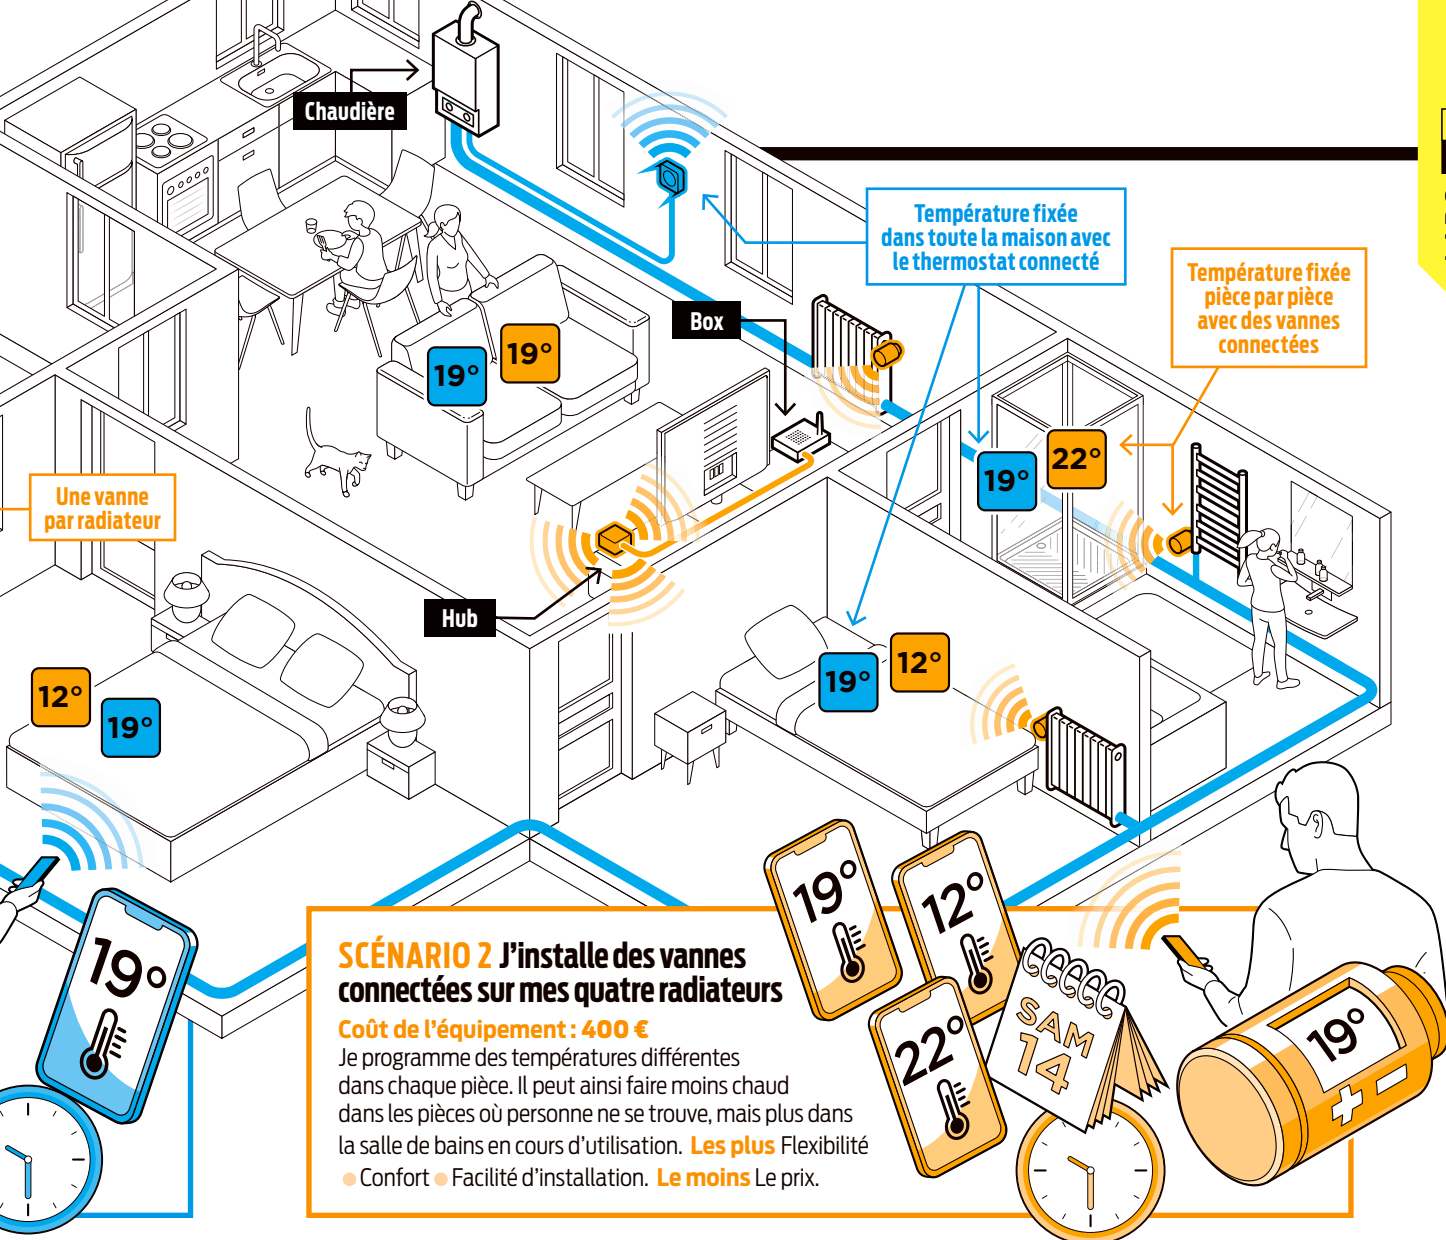 Chaudière
Température fixée
dans toute la maison avec
le thermostat connecté
Température fixée
pièce par pièce
avec des vannes
connectées
Box
19°
19°
22°
19°
Une vanne
par radiateur
Hub
12°
19°
19°
12°
19°
19°
12°
22°
SAM
14
19°
SCÉNARIO 2 J’installe des vannes
connectées sur mes quatre radiateurs
Coût de l’équipement : 400 €
Je programme des températures différentes
dans chaque pièce. Il peut ainsi faire moins chaud
dans les pièces où personne ne se trouve, mais plus dans
la salle de bains en cours d’utilisation. Les plus Flexibilité
● Confort ● Facilité d’installation. Le moins Le prix.